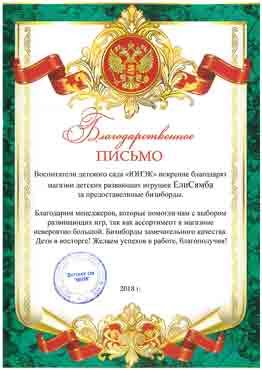 Благодарственное
ПИСЬМО
Воспитатели детского сада «ЮНЭК» искренне благодарят
магазин детских развивающих игрушек ЕлиСимба
за предоставленные бизиборды.
Благодарим менеджеров, которые помогли нам с выбором
развивающих игр, так как ассортимент в магазине
невероятно большой. Бизиборды замечательного качества.
Дети в восторге! Желаем успехов в работе, благополучия!
Детский сад
2018 г.